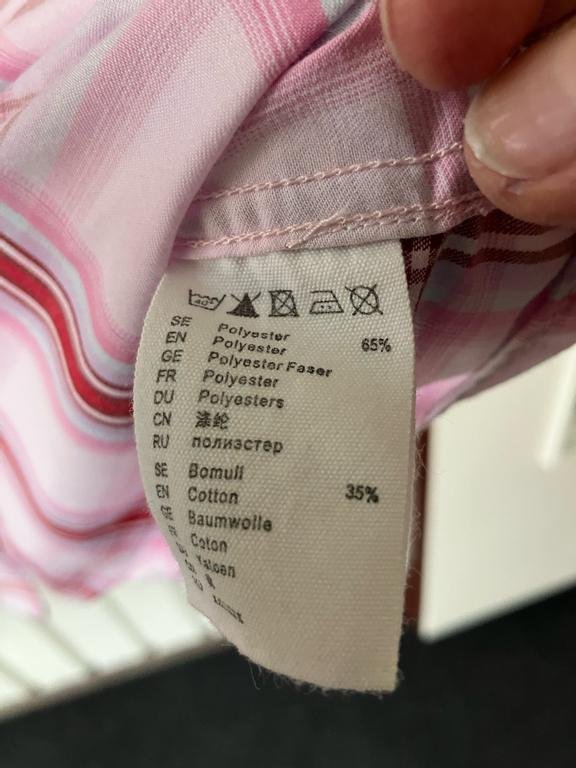 40°
SE Polyester
EN Polyester 65%
GE Polyester Faser
FR Polyester
DU Polyesters
CN 涤纶
RU полиэстер
SE Bomull
EN Cotton 35%
GE Baumwolle
Coton